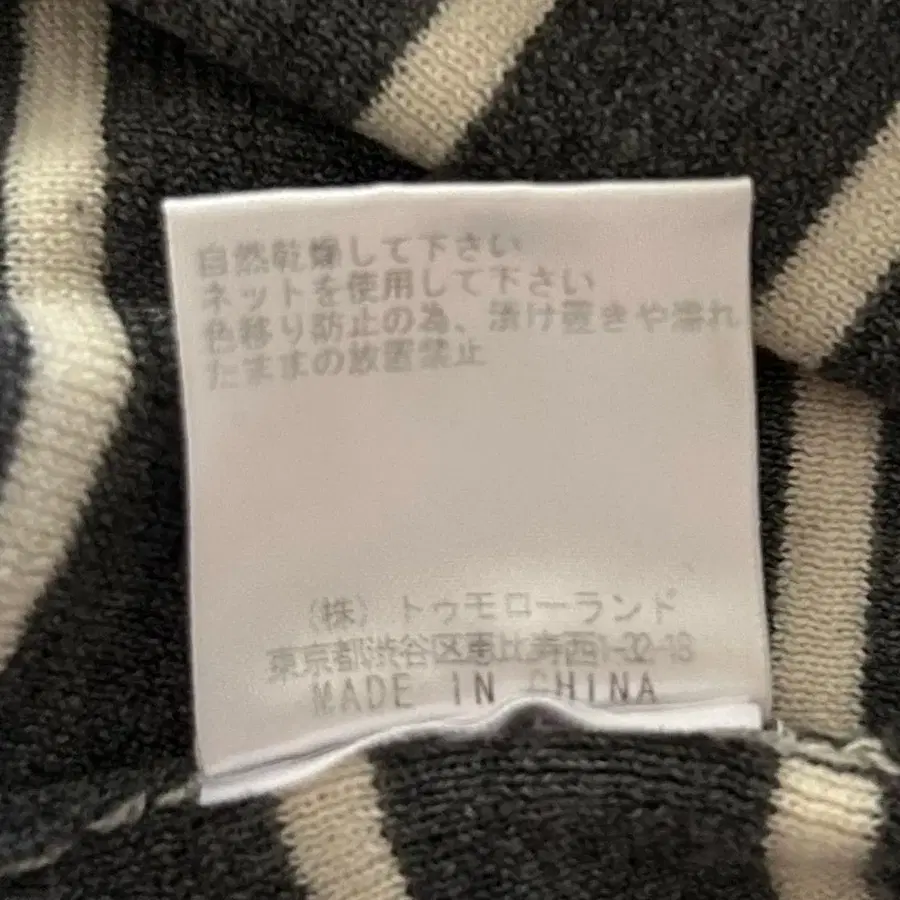 自然乾燥して下さい
ネットを使用して下さい
色移り防止の為、漬け置きや濡れ
たままの放置禁止
(株) トゥモローランド
東京都渋谷区恵比寿西1-32-18
MADE IN CHINA